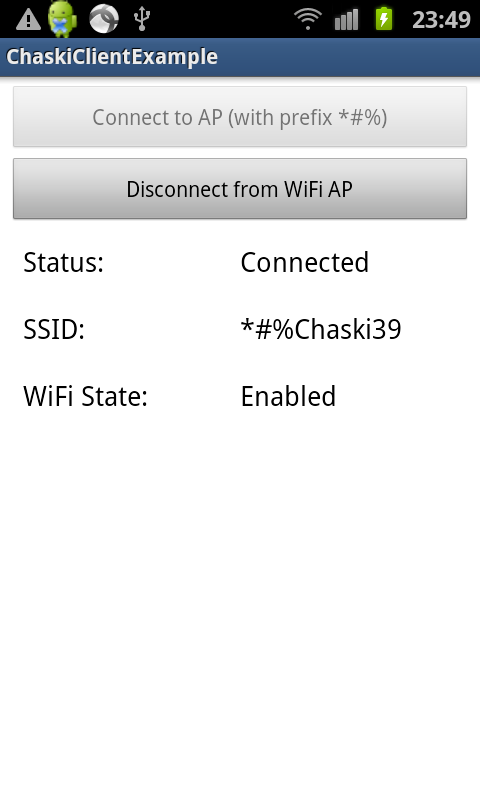 23:49
ChaskiClientExample
Connect to AP (with prefix *#%)
Disconnect from WiFi AP
Status: Connected
SSID: *#%Chaski39
WiFi State: Enabled